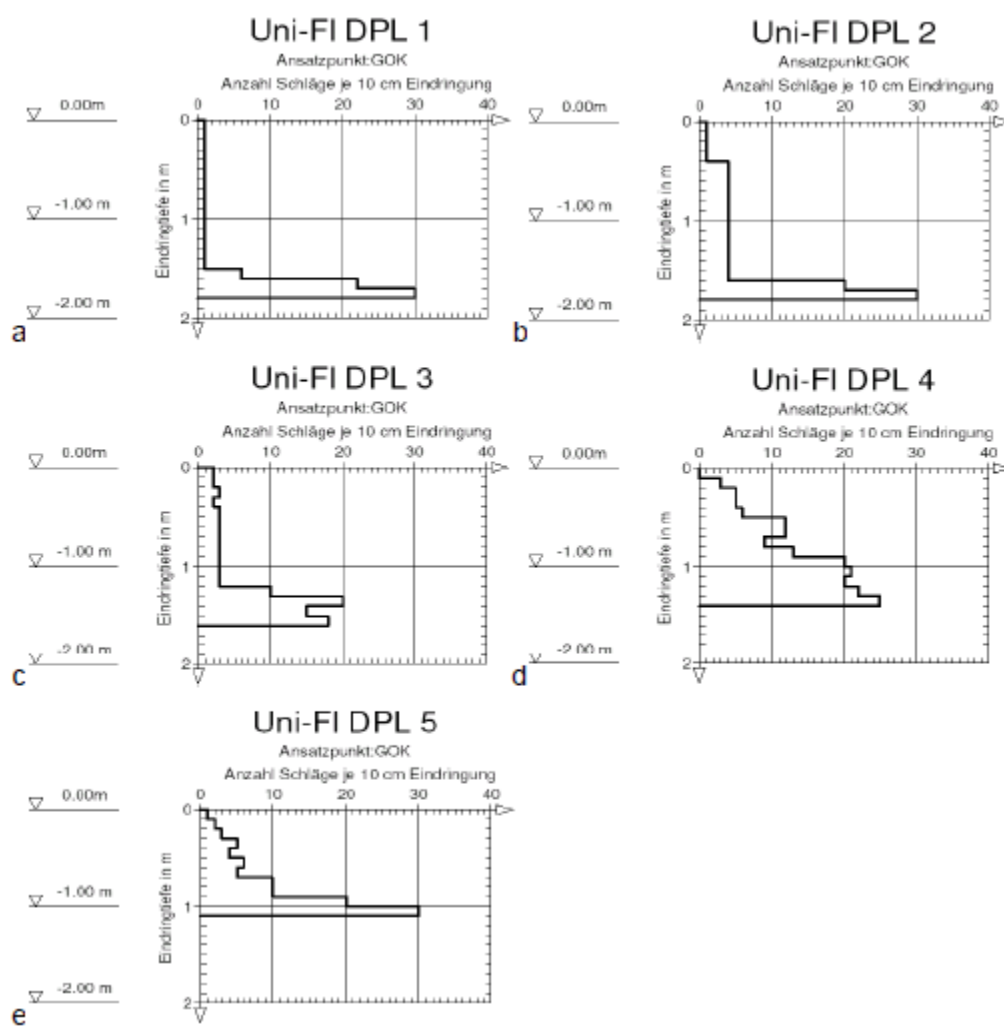 Uni-FI DPL 1
Ansatzpunkt:GOK
Anzahl Schläge je 10 cm Eindringung
0 10 20 30 40
0.00m
0
-1.00 m
1
Eindringtiefe in m
-2.00 m
2
a
Uni-FI DPL 2
Ansatzpunkt:GOK
Anzahl Schläge je 10 cm Eindringung
0 10 20 30 40
0.00m
0
-1.00 m
1
Eindringtiefe in m
-2.00 m
2
b
Uni-FI DPL 3
Ansatzpunkt:GOK
Anzahl Schläge je 10 cm Eindringung
0 10 20 30 40
0.00m
0
-1.00 m
1
Eindringtiefe in m
-2.00 m
2
c
Uni-FI DPL 4
Ansatzpunkt:GOK
Anzahl Schläge je 10 cm Eindringung
0 10 20 30 40
0.00m
0
-1.00 m
1
Eindringtiefe in m
-2.00 m
2
d
Uni-FI DPL 5
Ansatzpunkt:GOK
Anzahl Schläge je 10 cm Eindringung
0 10 20 30 40
0.00m
0
-1.00 m
1
Eindringtiefe in m
-2.00 m
2
e